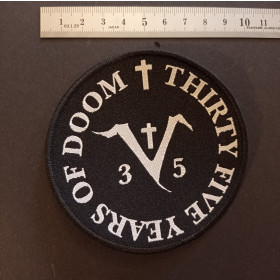 1 2 3 4 5 6 7 8 9 10 11
THIRTY FIVE YEARS OF DOOM
V
3 5